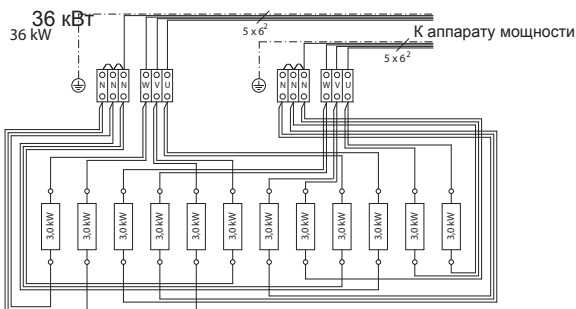 36 кВт
36 kW
5 x 6²
К аппарату мощности
5 x 6²
N N N W V U N N N W V U
3,0 kW 3,0 kW 3,0 kW 3,0 kW 3,0 kW 3,0 kW 3,0 kW 3,0 kW 3,0 kW 3,0 kW 3,0 kW 3,0 kW